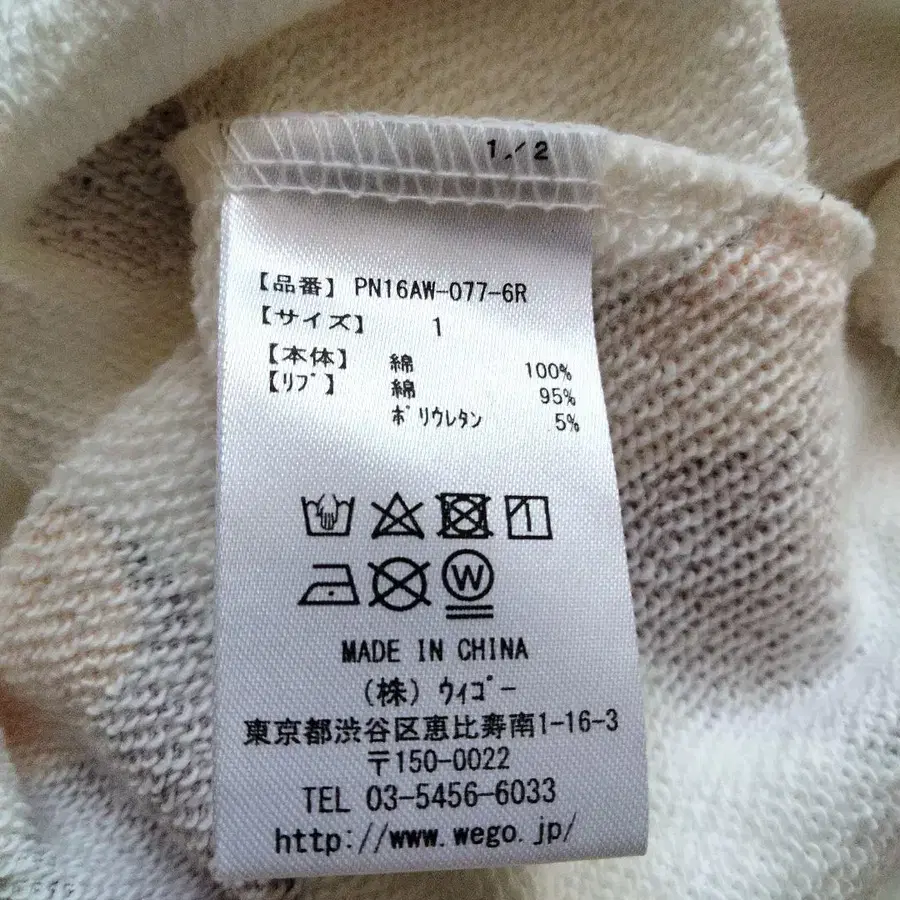 1/2
【品番】 PN16AW-077-6R
【サイズ】 1
【本体】 綿 100%
【ﾘﾌﾞ】 綿 95%
ﾎﾟﾘｳﾚﾀﾝ 5%
W
MADE IN CHINA
(株) ｳｨｺﾞｰ
東京都渋谷区恵比寿南1-16-3
〒150-0022
TEL 03-5456-6033
http://www.wego.jp/